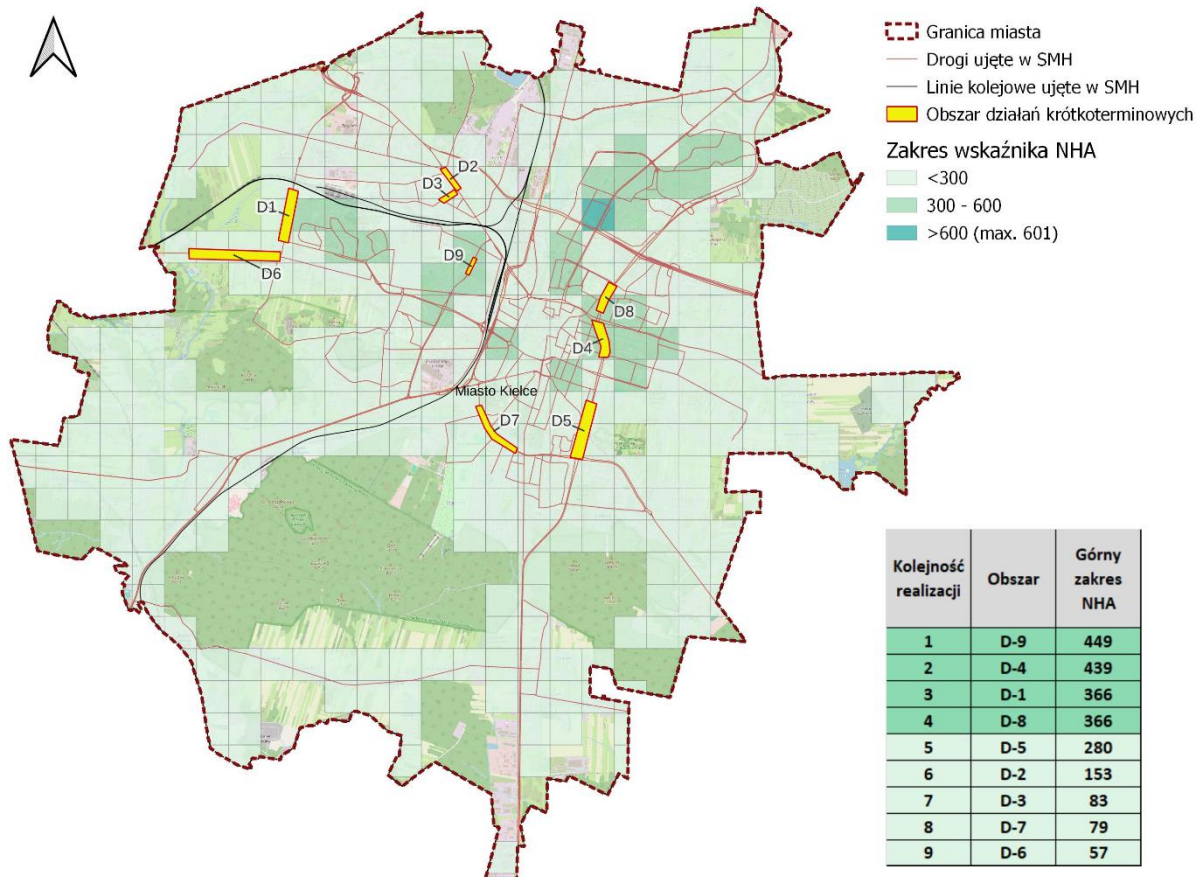 Granica miasta
Drogi ujęte w SMH
Linie kolejowe ujęte w SMH
Obszar działań krótkoterminowych
Zakres wskaźnika NHA
<300
300 - 600
>600 (max. 601)
D2
D3
D1
D9
D6
D8
D4
Miasto Kielce
D7
D5
Kolejność realizacji Obszar Górny zakres NHA
1 D-9 449
2 D-4 439
3 D-1 366
4 D-8 366
5 D-5 280
6 D-2 153
7 D-3 83
8 D-7 79
9 D-6 57